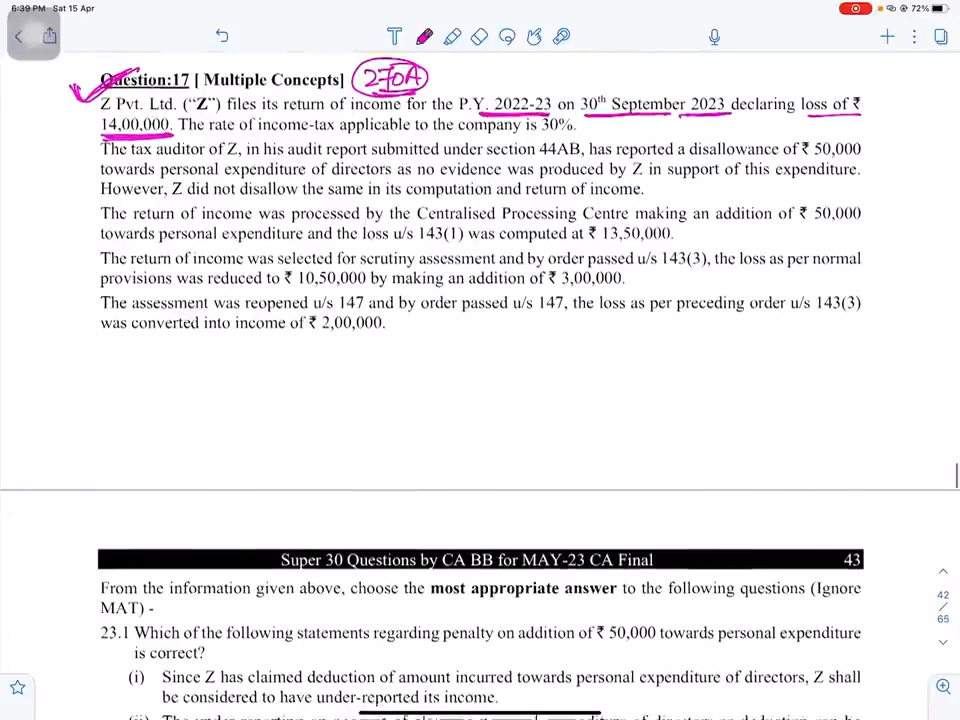 6:39 PM Sat 15 Apr
72%
Question:17 [ Multiple Concepts] 270A
Z Pvt. Ltd. (“Z”) files its return of income for the P.Y. 2022-23 on 30th September 2023 declaring loss of ₹
14,00,000. The rate of income-tax applicable to the company is 30%.
The tax auditor of Z, in his audit report submitted under section 44AB, has reported a disallowance of ₹ 50,000
towards personal expenditure of directors as no evidence was produced by Z in support of this expenditure.
However, Z did not disallow the same in its computation and return of income.
The return of income was processed by the Centralised Processing Centre making an addition of ₹ 50,000
towards personal expenditure and the loss u/s 143(1) was computed at ₹ 13,50,000.
The return of income was selected for scrutiny assessment and by order passed u/s 143(3), the loss as per normal
provisions was reduced to ₹ 10,50,000 by making an addition of ₹ 3,00,000.
The assessment was reopened u/s 147 and by order passed u/s 147, the loss as per preceding order u/s 143(3)
was converted into income of ₹ 2,00,000.
Super 30 Questions by CA BB for MAY-23 CA Final 43
From the information given above, choose the most appropriate answer to the following questions (Ignore
MAT) -
42
/
65
23.1 Which of the following statements regarding penalty on addition of ₹ 50,000 towards personal expenditure
is correct?
(i) Since Z has claimed deduction of amount incurred towards personal expenditure of directors, Z shall
be considered to have under-reported its income.